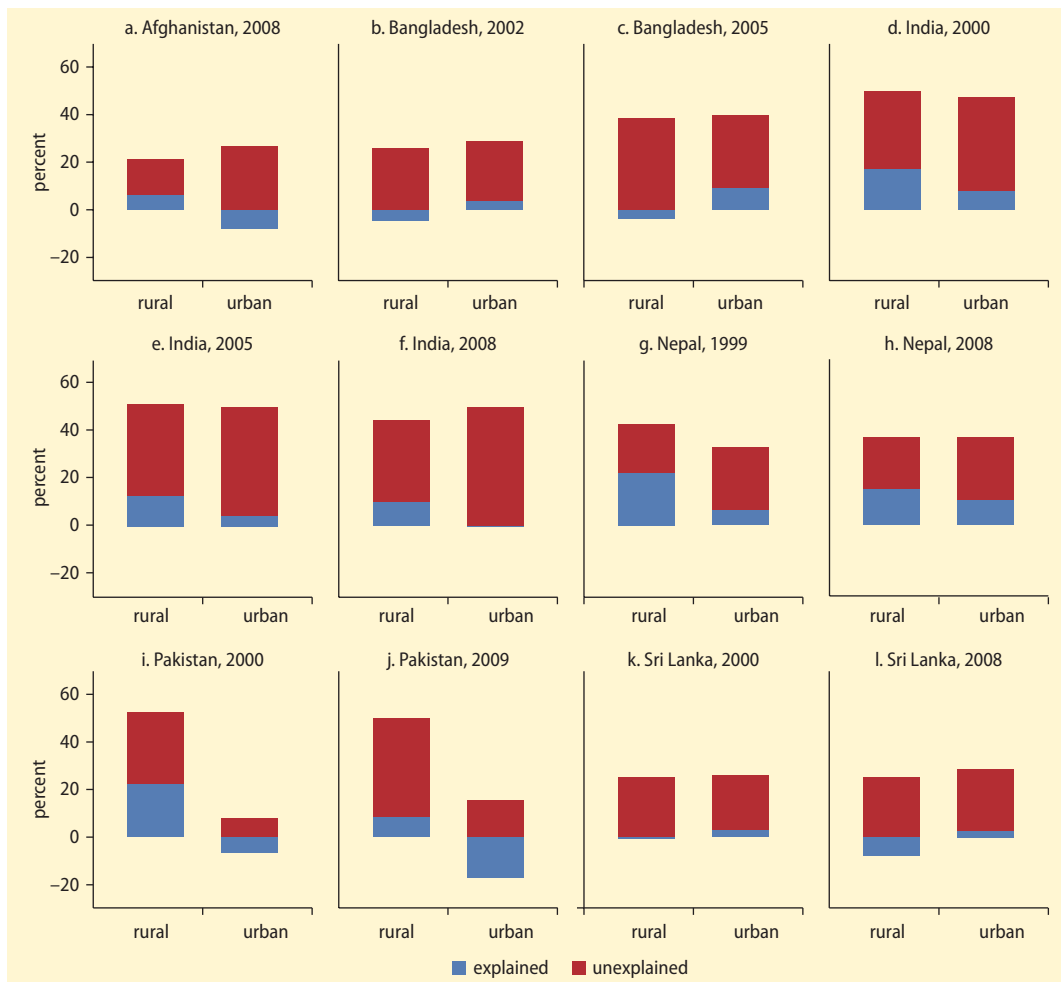 a. Afghanistan, 2008
b. Bangladesh, 2002
c. Bangladesh, 2005
d. India, 2000
percent
60
40
20
0
−20
rural
urban
rural
urban
rural
urban
rural
urban
e. India, 2005
f. India, 2008
g. Nepal, 1999
h. Nepal, 2008
percent
60
40
20
0
−20
rural
urban
rural
urban
rural
urban
rural
urban
i. Pakistan, 2000
j. Pakistan, 2009
k. Sri Lanka, 2000
l. Sri Lanka, 2008
percent
60
40
20
0
−20
rural
urban
rural
urban
rural
urban
rural
urban
explained
unexplained